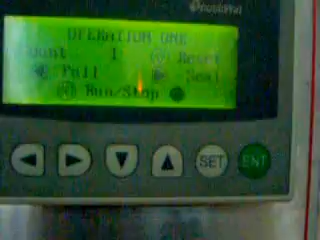 OPERATION ONE
Count 1 Reset
Pull Seal
Run/Stop
SET ENT